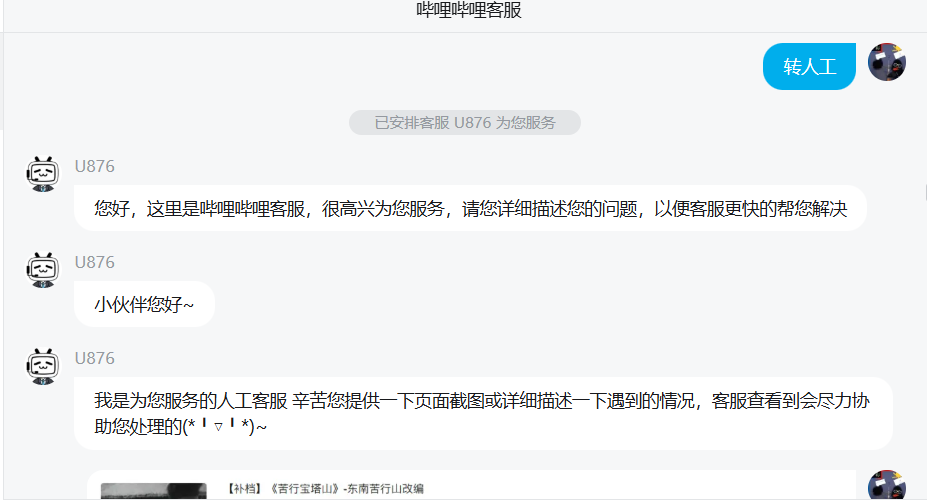 哔哩哔哩客服
转人工
已安排客服 U876 为您服务
U876
您好，这里是哔哩哔哩客服，很高兴为您服务，请您详细描述您的问题，以便客服更快的帮您解决
U876
小伙伴您好~
U876
我是为您服务的人工客服 辛苦您提供一下页面截图或详细描述一下遇到的情况，客服查看到会尽力协
助您处理的(*╹▽╹*)~
【补档】《苦行宝塔山》-东南苦行山改编